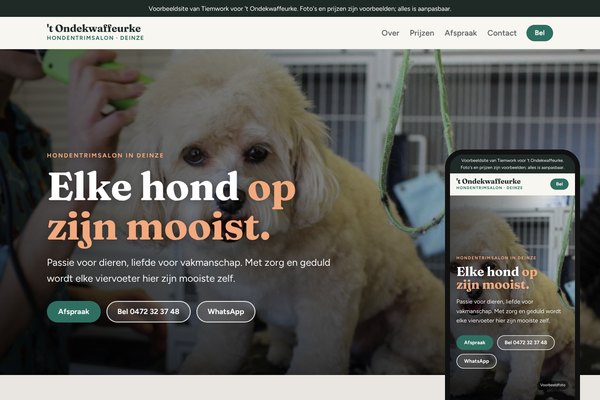 Voorbeeldsite van Tiemwork voor 't Ondekwaffeurke. Foto's en prijzen zijn voorbeelden; alles is aanpasbaar.
't Ondekwaffeurke
HONDENTRIMSALON · DEINZE
Over Prijzen Afspraak Contact Bel
HONDENTRIMSALON IN DEINZE
Elke hond op
zijn mooist.
Passie voor dieren, liefde voor vakmanschap. Met zorg en geduld
wordt elke viervoeter hier zijn mooiste zelf.
Afspraak Bel 0472 32 37 48 WhatsApp
Voorbeeldsite van Tiemwork voor 't Ondekwaffeurke.
Foto's en prijzen zijn voorbeelden; alles is aanpasbaar.
't Ondekwaffeurke
HONDENTRIMSALON · DEINZE
Bel
HONDENTRIMSALON IN DEINZE
Elke hond op
zijn mooist.
Passie voor dieren, liefde voor
vakmanschap. Met zorg en geduld wordt
elke viervoeter hier zijn mooiste zelf.
Afspraak Bel 0472 32 37 48
WhatsApp
Voorbeeldfoto